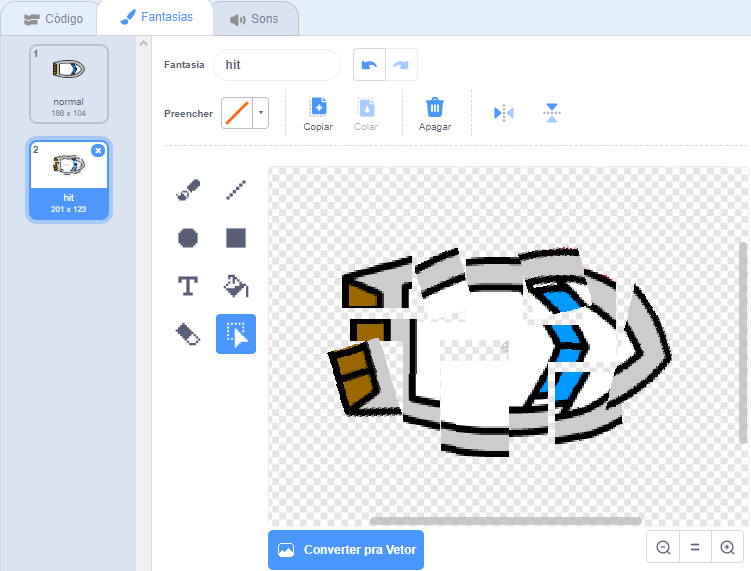 Código
Fantasias
Sons
1
normal
186 x 104
2
hit
201 x 123
Fantasia
hit
Preencher
Copiar
Colar
Apagar
T
Converter pra Vetor